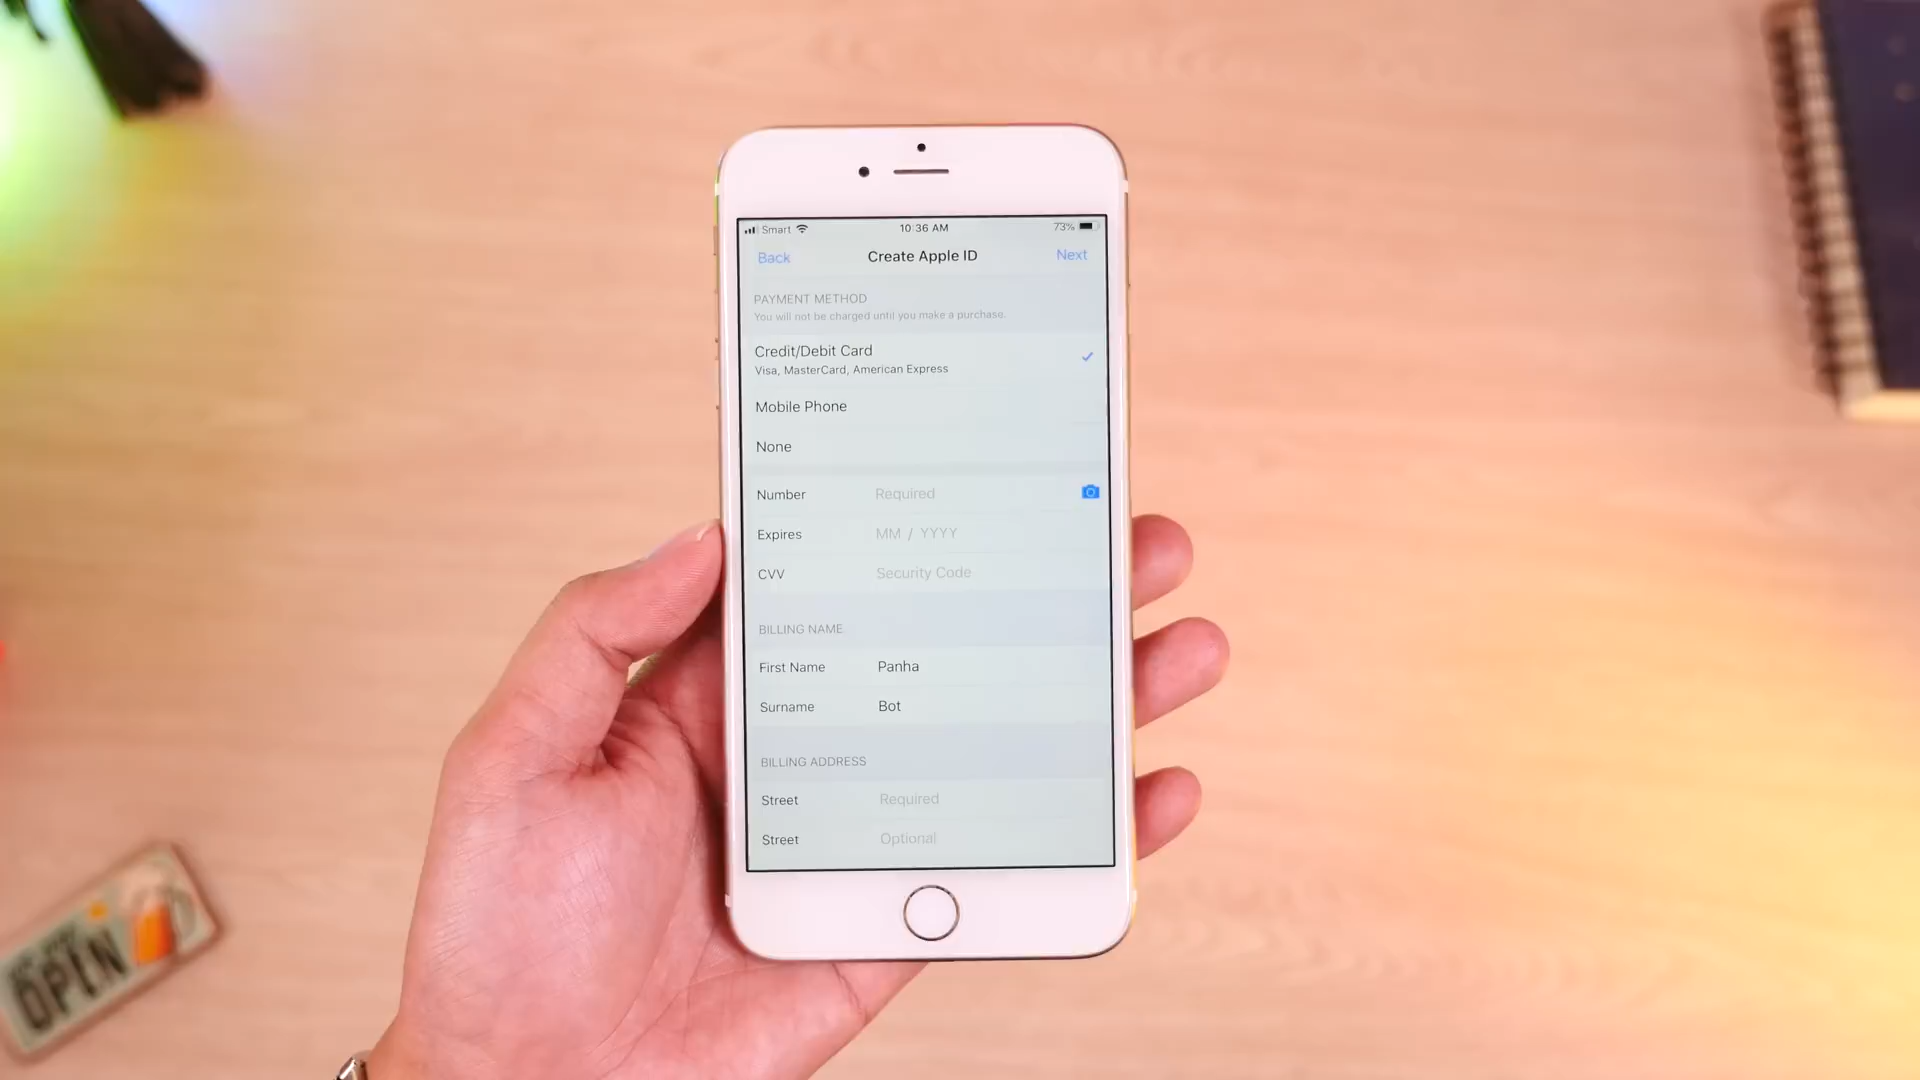 Smart 10:36 AM 73%
Back Create Apple ID Next
PAYMENT METHOD
You will not be charged until you make a purchase.
Credit/Debit Card
Visa, MasterCard, American Express
Mobile Phone
None
Number Required
Expires MM / YYYY
CVV Security Code
BILLING NAME
First Name Panha
Surname Bot
BILLING ADDRESS
Street Required
Street Optional
OPEN